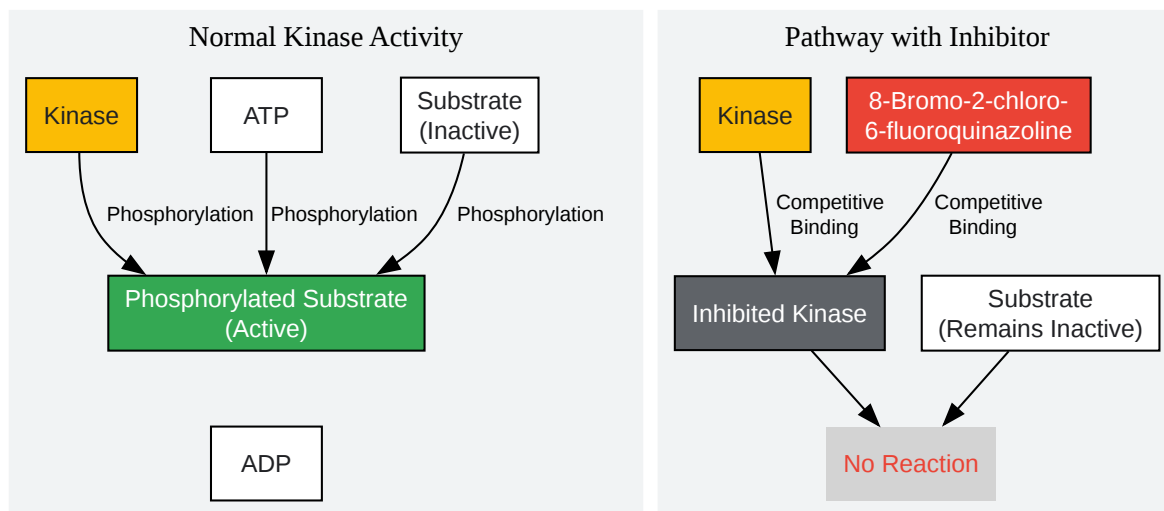 Normal Kinase Activity
Kinase
ATP
Substrate
(Inactive)
Phosphorylation
Phosphorylation
Phosphorylation
Phosphorylated Substrate
(Active)
ADP
Pathway with Inhibitor
Kinase
8-Bromo-2-chloro-
6-fluoroquinazoline
Competitive
Binding
Competitive
Binding
Inhibited Kinase
Substrate
(Remains Inactive)
No Reaction